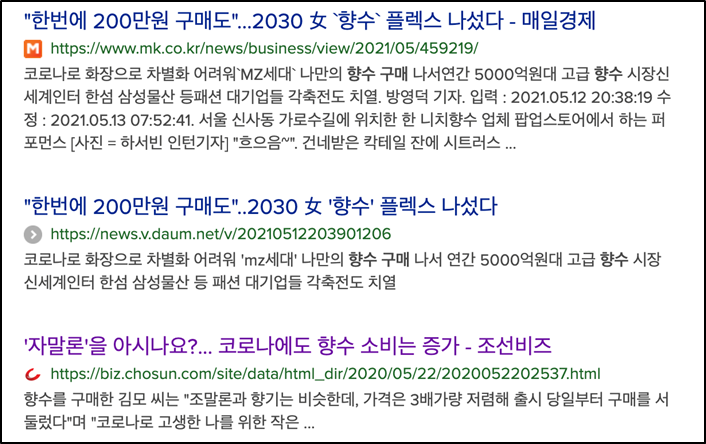 "한번에 200만원 구매도"...2030 女 `향수` 플렉스 나섰다 - 매일경제
M https://www.mk.co.kr/news/business/view/2021/05/459219/
코로나로 화장으로 차별화 어려워`MZ세대` 나만의 향수 구매 나서연간 5000억원대 고급 향수 시장신
세계인터 한섬 삼성물산 등패션 대기업들 각축전도 치열. 방영덕 기자. 입력 : 2021.05.12 20:38:19 수
정 : 2021.05.13 07:52:41. 서울 신사동 가로수길에 위치한 한 니치향수 업체 팝업스토어에서 하는 퍼
포먼스 [사진 = 하서빈 인턴기자] "흐으음~". 건네받은 칵테일 잔에 시트러스 ...
"한번에 200만원 구매도"..2030 女 '향수' 플렉스 나섰다
https://news.v.daum.net/v/20210512203901206
코로나로 화장으로 차별화 어려워 'mz세대' 나만의 향수 구매 나서 연간 5000억원대 고급 향수 시장
신세계인터 한섬 삼성물산 등 패션 대기업들 각축전도 치열
'자말론'을 아시나요?... 코로나에도 향수 소비는 증가 - 조선비즈
https://biz.chosun.com/site/data/html_dir/2020/05/22/2020052202537.html
향수를 구매한 김모 씨는 "조말론과 향기는 비슷한데, 가격은 3배가량 저렴해 출시 당일부터 구매를 서
둘렀다"며 "코로나로 고생한 나를 위한 작은 ...